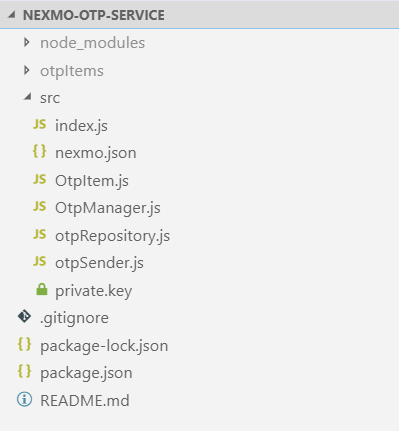 NEXMO-OTP-SERVICE
node_modules
otpItems
src
JS index.js
{} nexmo.json
JS OtpItem.js
JS OtpManager.js
JS otpRepository.js
JS otpSender.js
private.key
.gitignore
{} package-lock.json
{} package.json
README.md